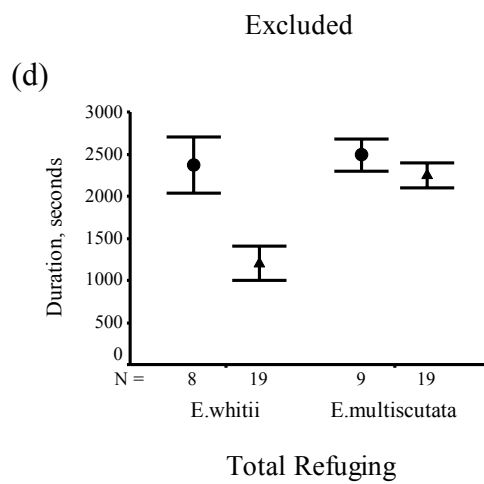 Excluded
(d)
3000
2500
2000
1500
1000
500
0
Duration, seconds
N = 8 19 9 19
E.whitii E.multiscutata
Total Refuging